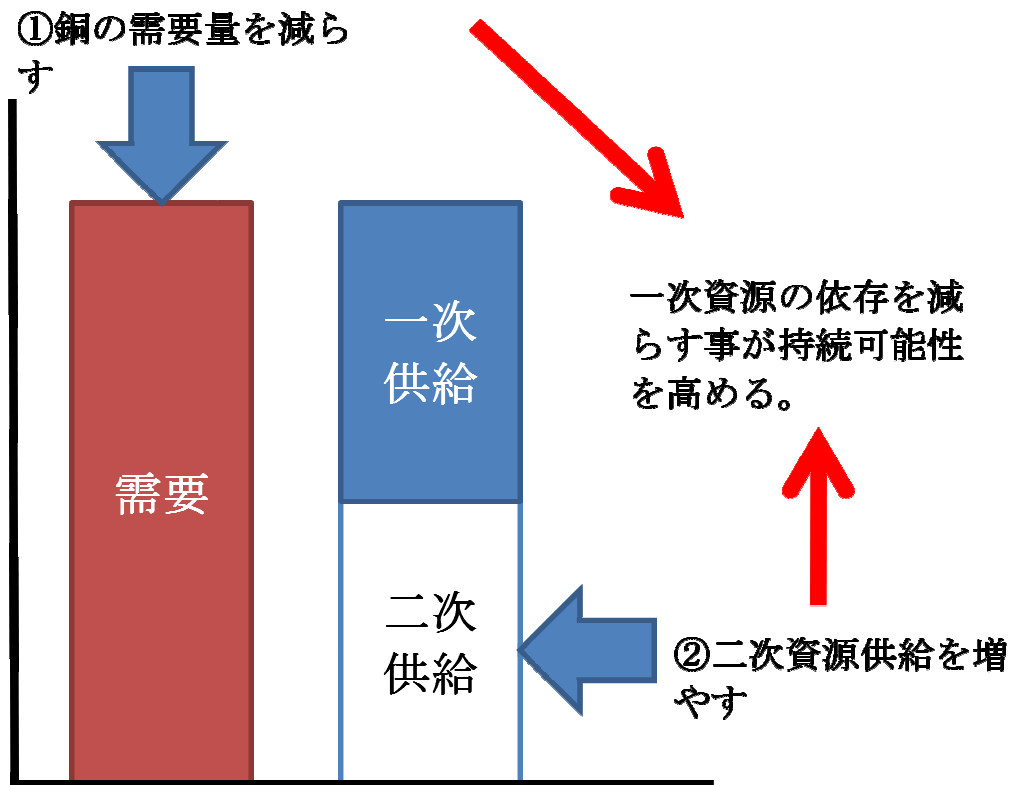 ①銅の需要量を減ら
す
一次
供給
一次資源の依存を減
らす事が持続可能性
を高める。
需要
二次
供給
②二次資源供給を増
やす